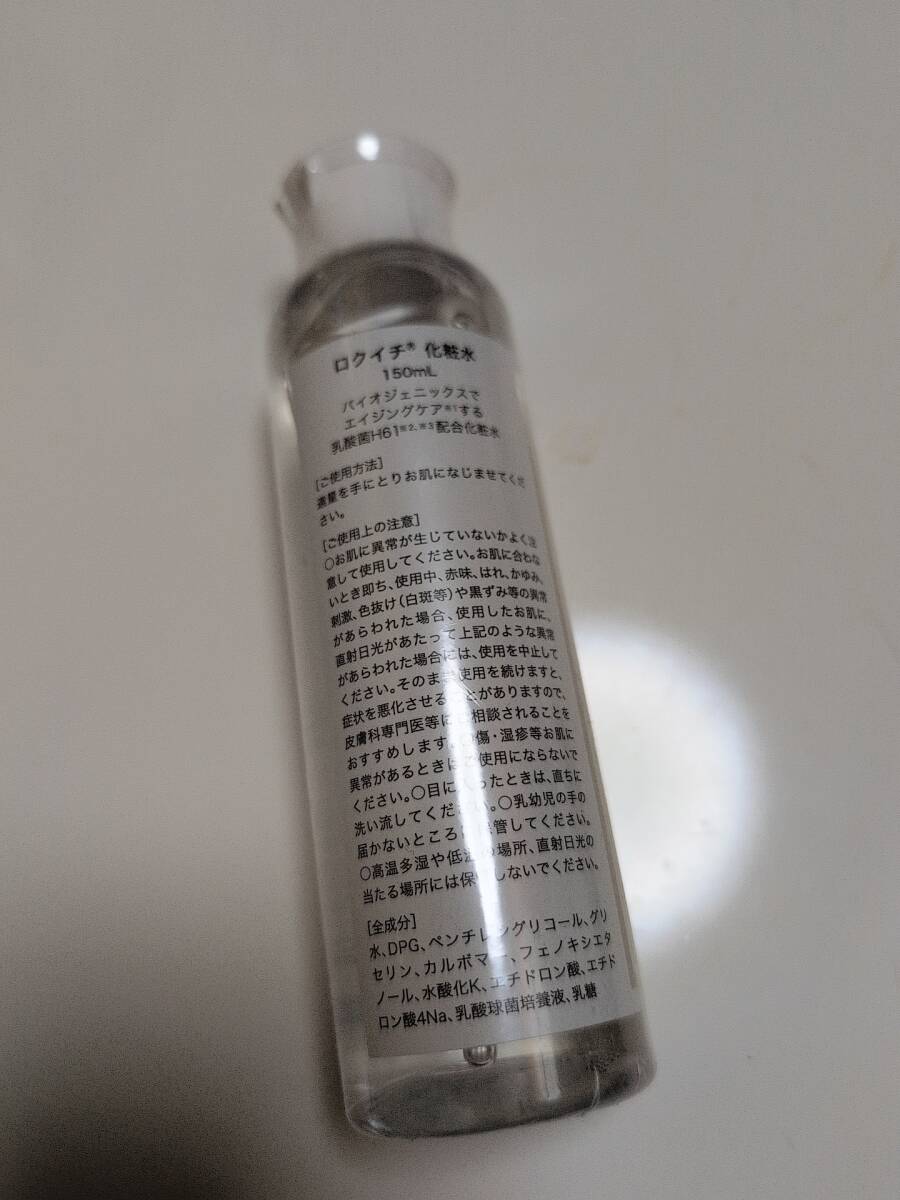 ロクイチ® 化粧水
150mL
バイオジェニックスで
エイジングケア※1する
乳酸菌H61※2、※3配合化粧水
[ご使用方法]
適量を手にとりお肌になじませてくだ
さい。
[ご使用上の注意]
○お肌に異常が生じていないかよく注
意して使用してください。お肌に合わな
いとき即ち、使用中、赤味、はれ、かゆみ、
刺激、色抜け(白斑等)や黒ずみ等の異常
があらわれた場合、使用したお肌に、
直射日光があたって上記のような異常
があらわれた場合には、使用を中止して
ください。そのまま使用を続けますと、
症状を悪化させることがありますので、
皮膚科専門医等にご相談されることを
おすすめします。○傷・湿疹等お肌に
異常があるときはご使用にならないで
ください。○目に入ったときは、直ちに
洗い流してください。○乳幼児の手の
届かないところに保管してください。
○高温多湿や低温の場所、直射日光の
当たる場所には保管しないでください。
[全成分]
水、DPG、ペンチレングリコール、グリ
セリン、カルボマー、フェノキシエタ
ノール、水酸化K、エチドロン酸、エチド
ロン酸4Na、乳酸球菌培養液、乳糖